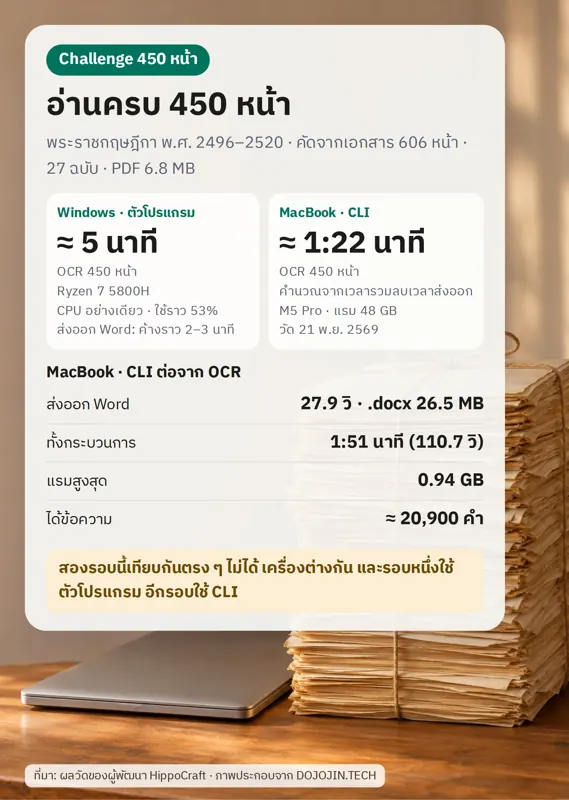 Challenge 450 หน้า
อ่านครบ 450 หน้า
พระราชกฤษฎีกา พ.ศ. 2496–2520 · คัดจากเอกสาร 606 หน้า ·
27 ฉบับ · PDF 6.8 MB
Windows · ตัวโปรแกรม
≈ 5 นาที
OCR 450 หน้า
Ryzen 7 5800H
CPU อย่างเดียว · ใช้ราว 53%
ส่งออก Word: ค้างราว 2–3 นาที
MacBook · CLI
≈ 1:22 นาที
OCR 450 หน้า
คำนวณจากเวลารวมลบเวลาส่งออก
M5 Pro · แรม 48 GB
วัด 21 พ.ย. 2569
MacBook · CLI ต่อจาก OCR
ส่งออก Word 27.9 วิ · .docx 26.5 MB
ทั้งกระบวนการ 1:51 นาที (110.7 วิ)
แรมสูงสุด 0.94 GB
ได้ข้อความ ≈ 20,900 คำ
สองรอบนี้เทียบกันตรง ๆ ไม่ได้ เครื่องต่างกัน และรอบหนึ่งใช้
ตัวโปรแกรม อีกรอบใช้ CLI
ที่มา: ผลวัดของผู้พัฒนา HippoCraft · ภาพประกอบจาก DOJOJIN.TECH